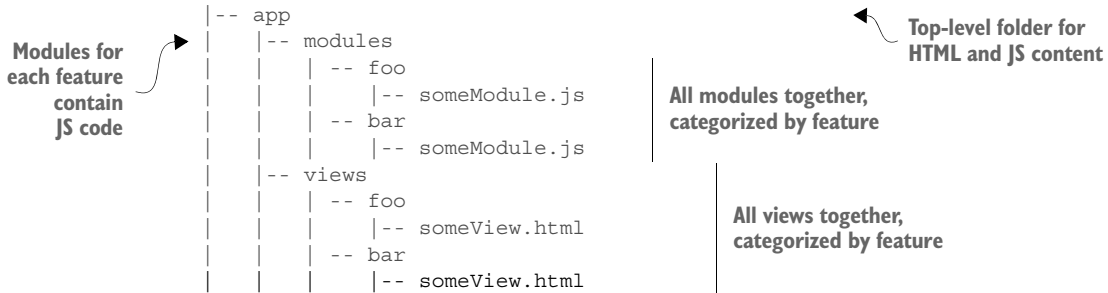 |-- app
Top-level folder for
HTML and JS content
Modules for
each feature
contain
JS code
|   |-- modules
|   |   | -- foo
|   |   |   |-- someModule.js
|   |   | -- bar
|   |   |   |-- someModule.js
All modules together,
categorized by feature
|   |-- views
|   |   | -- foo
|   |   |   |-- someView.html
|   |   | -- bar
|   |   |   |-- someView.html
All views together,
categorized by feature